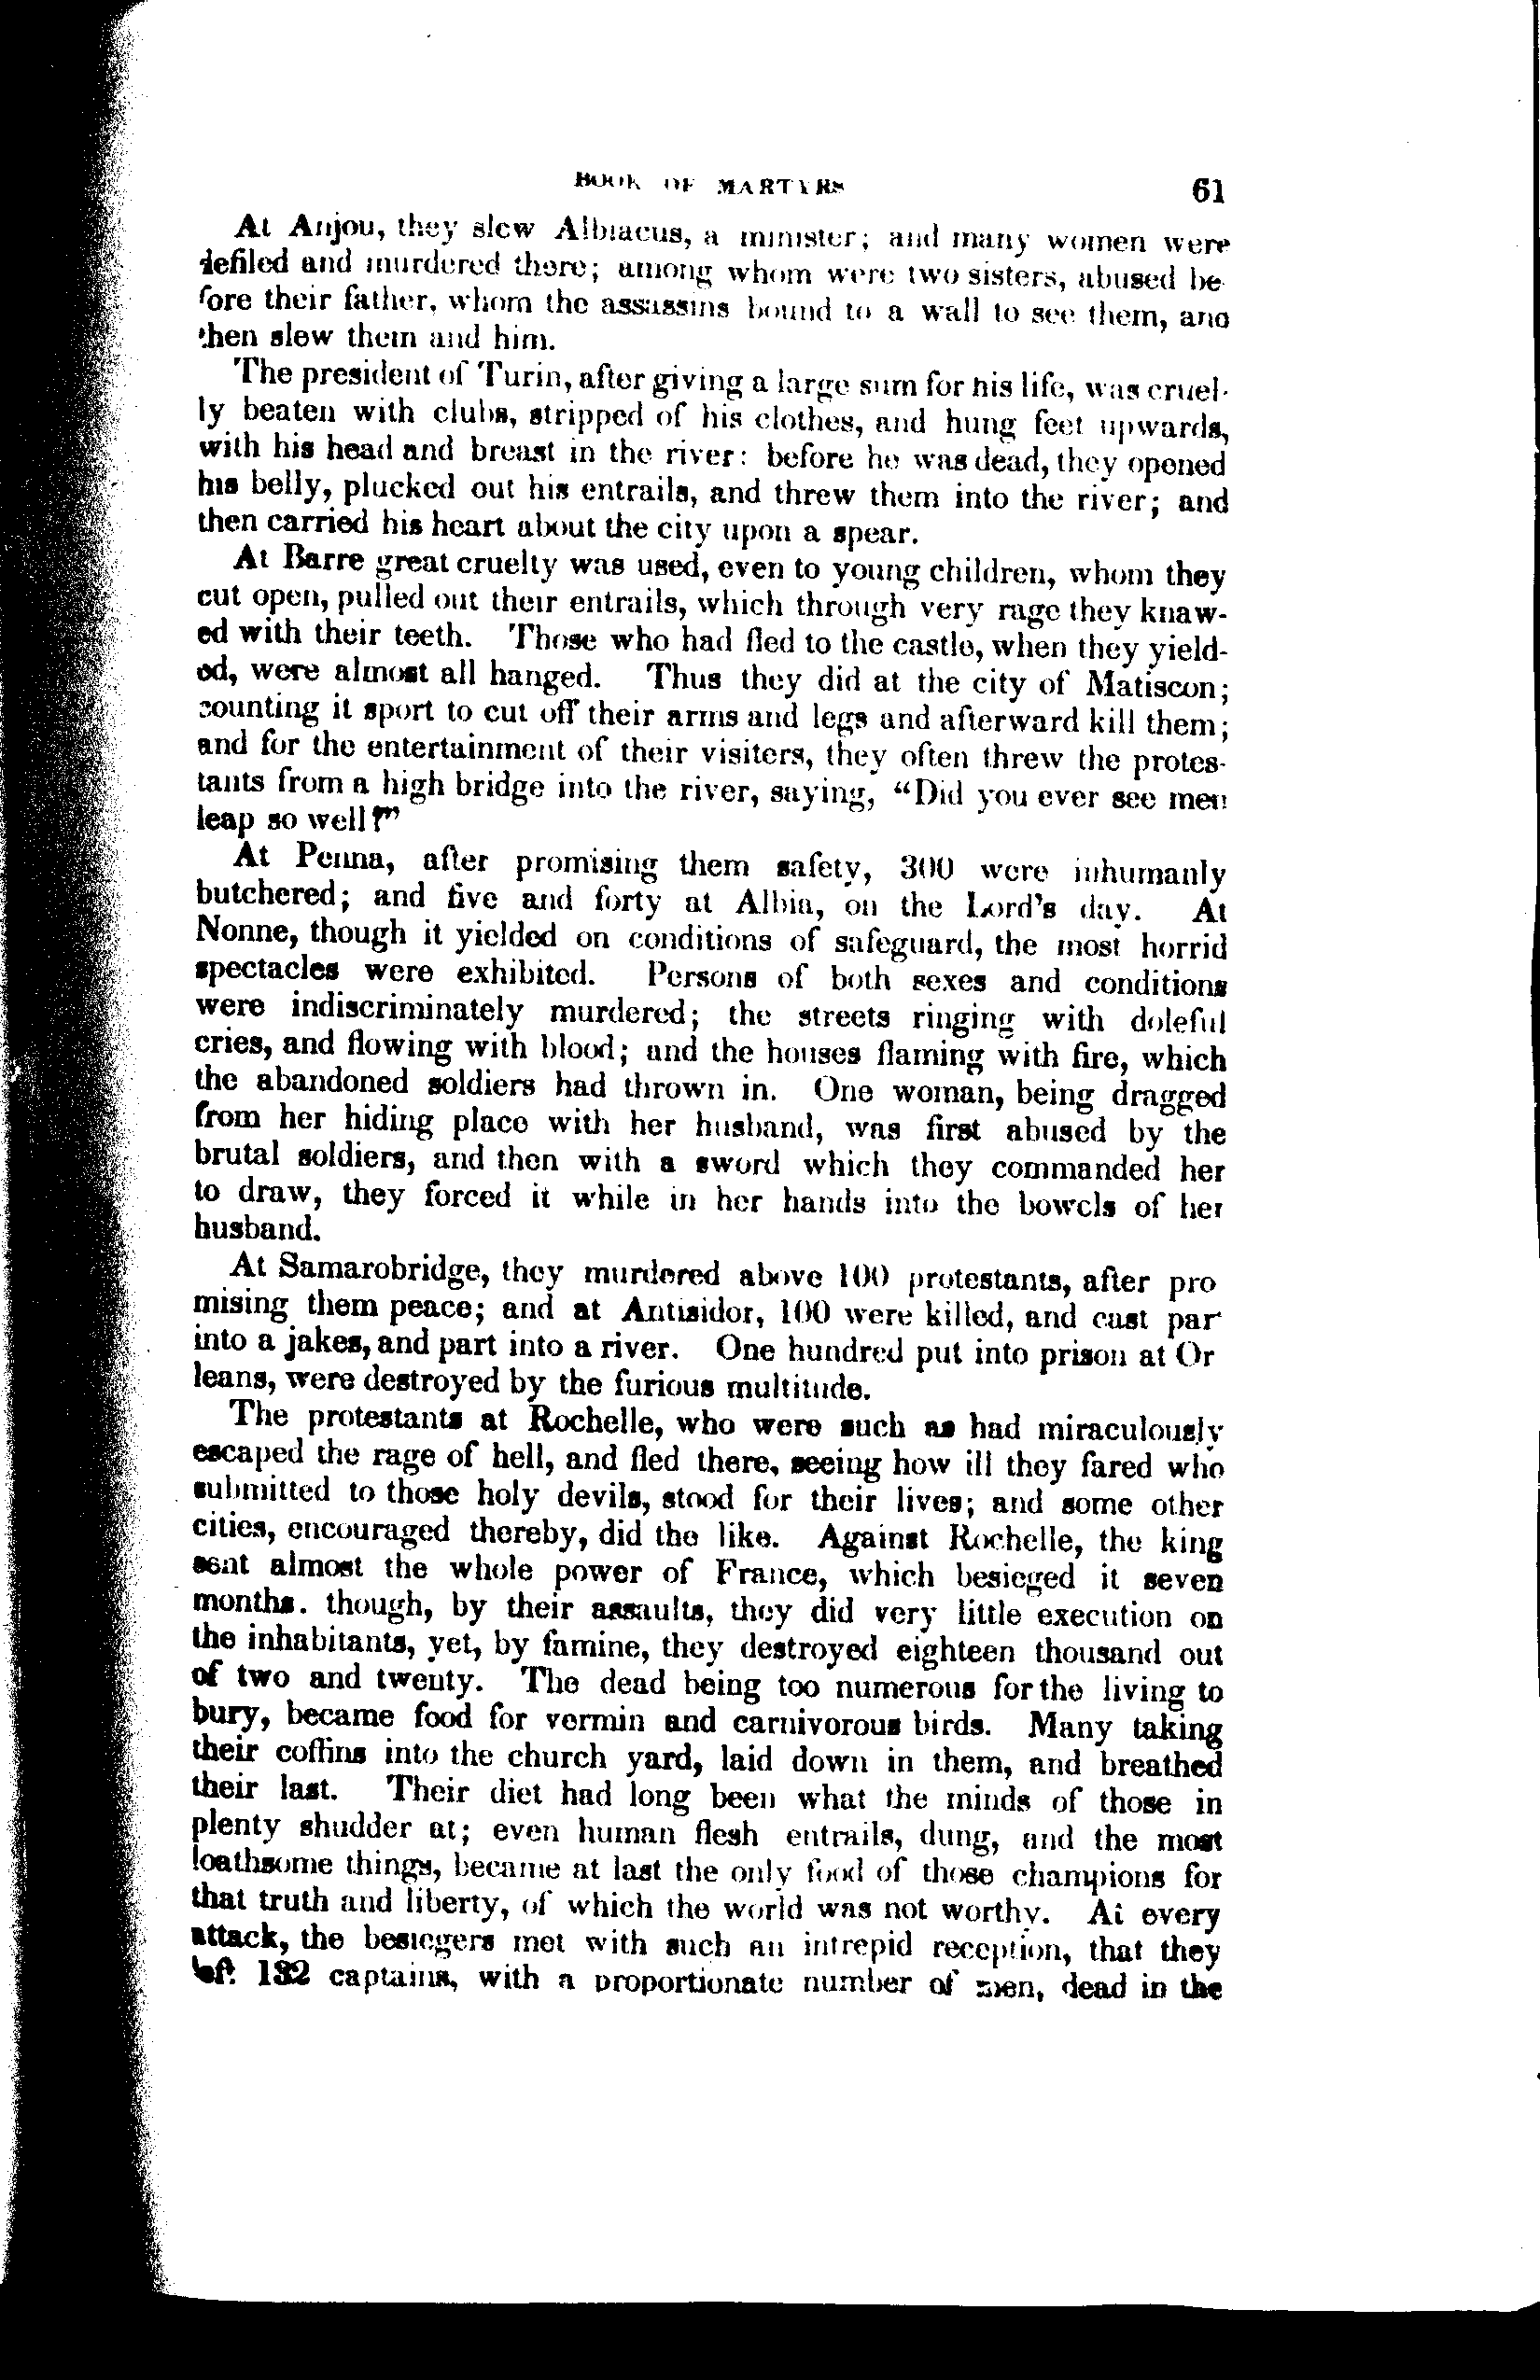 BOOK OF MARTYRS 61
At Anjou, they slew Albiacus, a minister; and many women were
defiled and murdered there; among whom were two sisters, abused be
fore their father, whom the assassins bound to a wall to see them, and
then slew them and him.
The president of Turin, after giving a large sum for his life, was cruel-
ly beaten with clubs, stripped of his clothes, and hung feet upwards,
with his head and breast in the river: before he was dead, they opened
his belly, plucked out his entrails, and threw them into the river; and
then carried his heart about the city upon a spear.
At Barre great cruelty was used, even to young children, whom they
cut open, pulled out their entrails, which through very rage they knaw-
ed with their teeth. Those who had fled to the castle, when they yield-
ed, were almost all hanged. Thus they did at the city of Matiscon;
counting it sport to cut off their arms and legs and afterward kill them;
and for the entertainment of their visiters, they often threw the protes-
tants from a high bridge into the river, saying, "Did you ever see men
leap so well?"
At Penna, after promising them safety, 300 were inhumanly
butchered; and five and forty at Albia, on the Lord's day. At
Nonne, though it yielded on conditions of safeguard, the most horrid
spectacles were exhibited. Persons of both sexes and conditions
were indiscriminately murdered; the streets ringing with doleful
cries, and flowing with blood; and the houses flaming with fire, which
the abandoned soldiers had thrown in. One woman, being dragged
from her hiding place with her husband, was first abused by the
brutal soldiers, and then with a sword which they commanded her
to draw, they forced it while in her hands into the bowels of her
husband.
At Samarobridge, they murdered above 100 protestants, after pro
mising them peace; and at Antisidor, 100 were killed, and cast par
into a jakes, and part into a river. One hundred put into prison at Or
leans, were destroyed by the furious multitude.
The protestants at Rochelle, who were such as had miraculously
escaped the rage of hell, and fled there, seeing how ill they fared who
submitted to those holy devils, stood for their lives; and some other
cities, encouraged thereby, did the like. Against Rochelle, the king
sent almost the whole power of France, which besieged it seven
months. though, by their assaults, they did very little execution on
the inhabitants, yet, by famine, they destroyed eighteen thousand out
of two and twenty. The dead being too numerous for the living to
bury, became food for vermin and carnivorous birds. Many taking
their coffins into the church yard, laid down in them, and breathed
their last. Their diet had long been what the minds of those in
plenty shudder at; even human flesh entrails, dung, and the most
loathsome things, became at last the only food of those champions for
that truth and liberty, of which the world was not worthy. At every
attack, the besiegers met with such an intrepid reception, that they
left 132 captains, with a proportionate number of men, dead in the